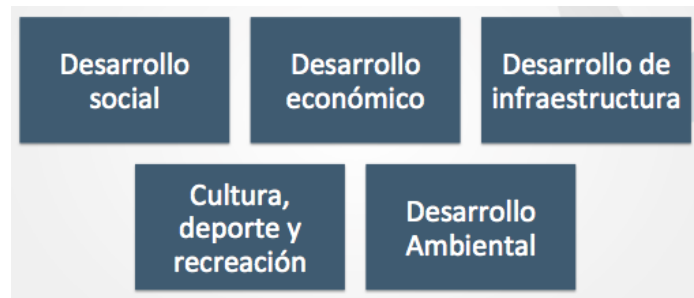 Desarrollo
social
Desarrollo
económico
Desarrollo de
infraestructura
Cultura,
deporte y
recreación
Desarrollo
Ambiental